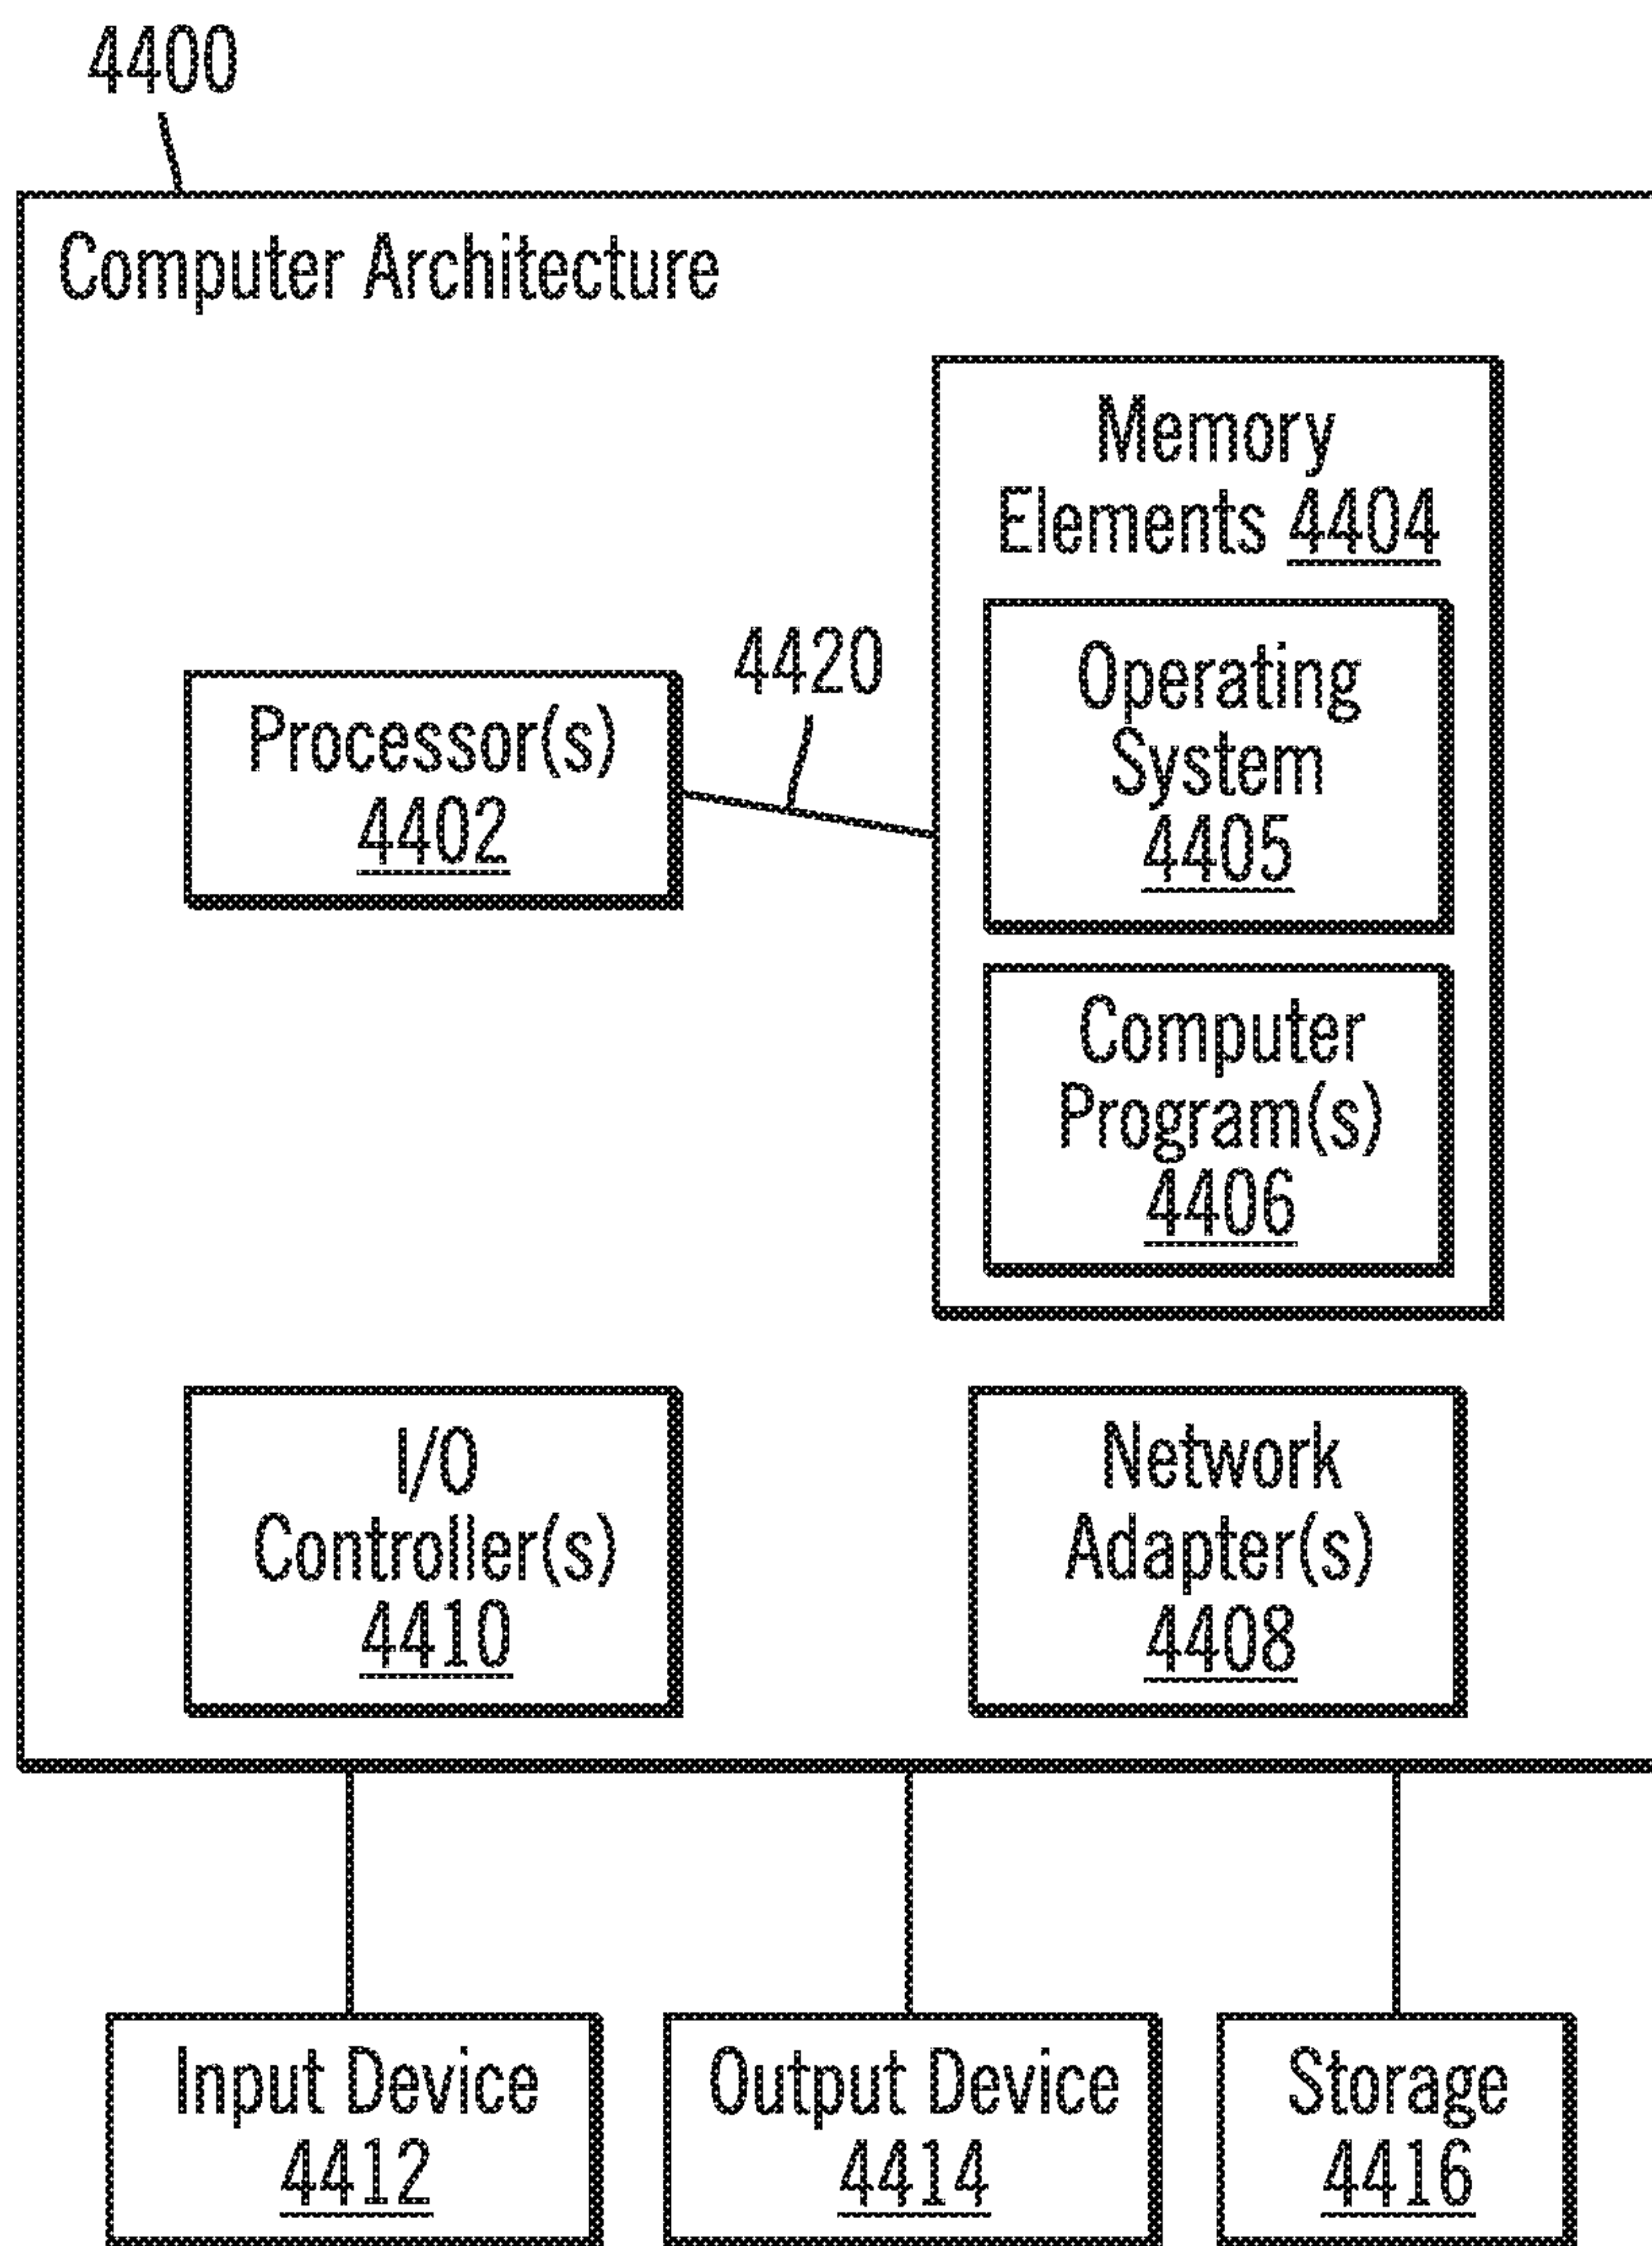 4400
Computer Architecture
Memory
Elements 4404
4420
Operating
System
4405
Processor(s)
4402
Computer
Program(s)
4406
I/O
Controller(s)
4410
Network
Adapter(s)
4408
Input Device
4412
Output Device
4414
Storage
4416